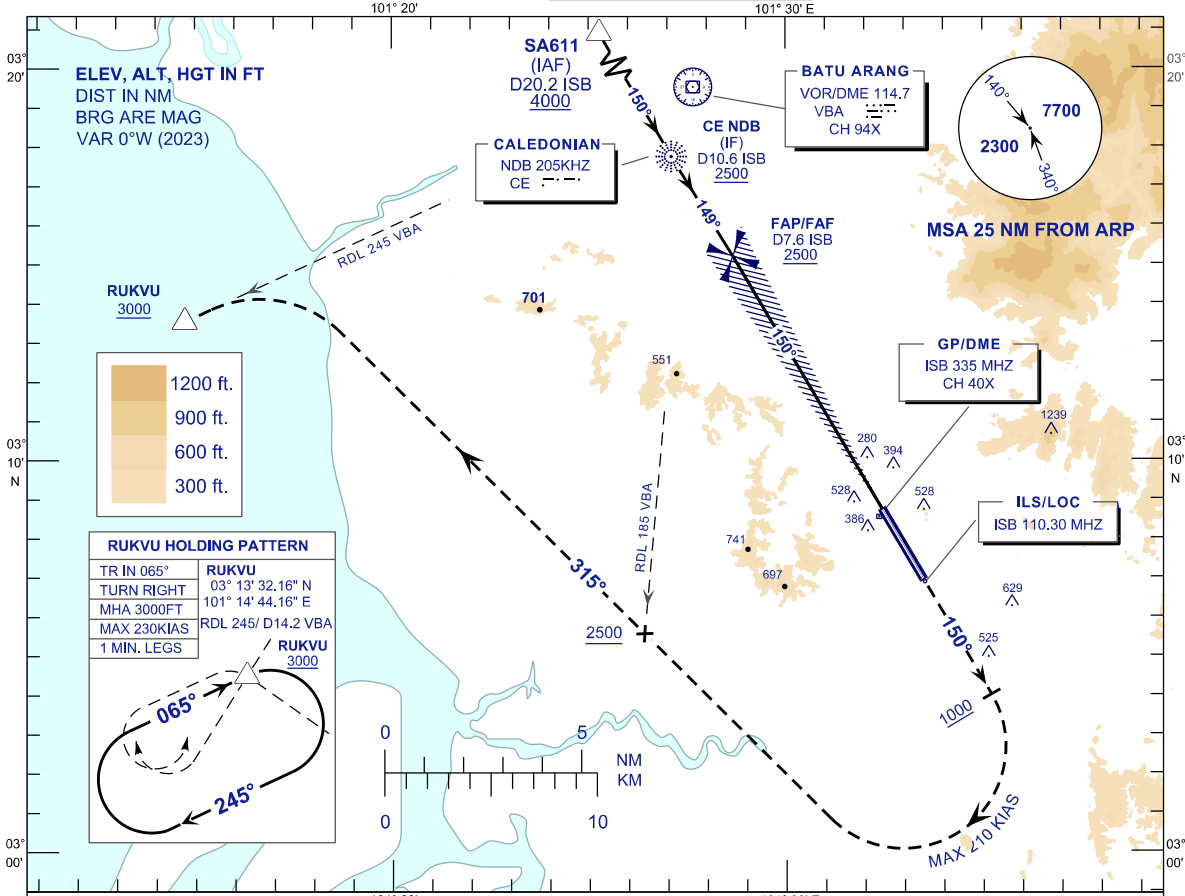 101° 20'
101° 30'
03°
20'
03°
20'
ELEV, ALT, HGT IN FT
DIST IN NM
BRG ARE MAG
VAR 0°W (2023)
SA611
(IAF)
D20.2 ISB
4000
150°
BATU ARANG
VOR/DME 114.7
VBA
CH 94X
CALEDONIAN
NDB 205KHZ
CE
CE NDB
(IF)
D10.6 ISB
2500
149°
140°
7700
2300
340°
MSA 25 NM FROM ARP
FAP/FAF
D7.6 ISB
2500
RDL 245 VBA
RUKVU
3000
701
150°
551
GP/DME
ISB 335 MHZ
CH 40X
1200 ft.
900 ft.
600 ft.
300 ft.
1239
03°
10'
N
03°
10'
N
280
394
528
528
386
ILS/LOC
ISB 110.30 MHZ
RDL 185 VBA
741
697
315°
629
2500
150°
525
1000
RUKVU HOLDING PATTERN
TR IN 065°
TURN RIGHT
MHA 3000FT
MAX 230KIAS
1 MIN. LEGS
RUKVU
03° 13' 32.16" N
101° 14' 44.16" E
RDL 245/ D14.2 VBA
RUKVU
3000
065°
245°
0
5
NM
KM
0
10
MAX 210 KIAS
03°
00'
03°
00'